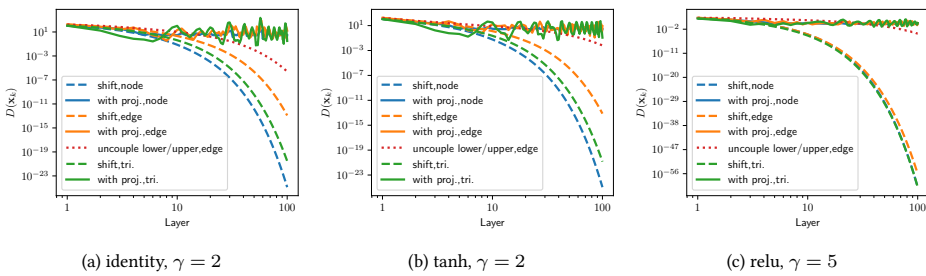 10^1
10^-3
10^-7
10^-11
10^-15
10^-19
10^-23
D(x_k)
shift,node
with proj.,node
shift,edge
with proj.,edge
uncouple lower/upper,edge
shift,tri.
with proj.,tri.
1 10 100
Layer
(a) identity, γ = 2
10^1
10^-3
10^-7
10^-11
10^-15
10^-19
10^-23
D(x_k)
shift,node
with proj.,node
shift,edge
with proj.,edge
uncouple lower/upper,edge
shift,tri.
with proj.,tri.
1 10 100
Layer
(b) tanh, γ = 2
10^-2
10^-11
10^-20
10^-29
10^-38
10^-47
10^-56
D(x_k)
shift,node
with proj.,node
shift,edge
with proj.,edge
uncouple lower/upper,edge
shift,tri.
with proj.,tri.
1 10 100
Layer
(c) relu, γ = 5